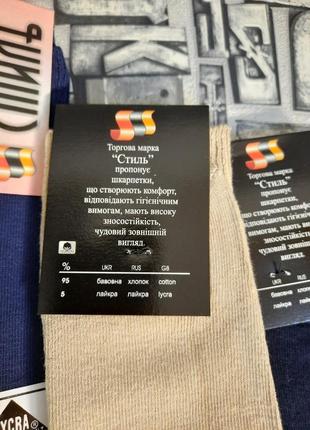 Торгова марка
"Стиль"
пропонує
шкарпетки,
що створюють комфорт,
відповідають гігієнічним
вимогам, мають високу
зносостійкість,
чудовий зовнішній
вигляд.
% UKR RUS GB
95 бавовна хлопок cotton
5 лайкра лайкра lycra
Торгова марка
"Стиль"
пропонує
шкарпетки,
що створюють
відповідають гігієнічним
вимогам, мають
зносостійкість,
чудовий зовнішній
вигляд
UKR RUS
бавовна хлопок
лайкра лайкра
YCRA